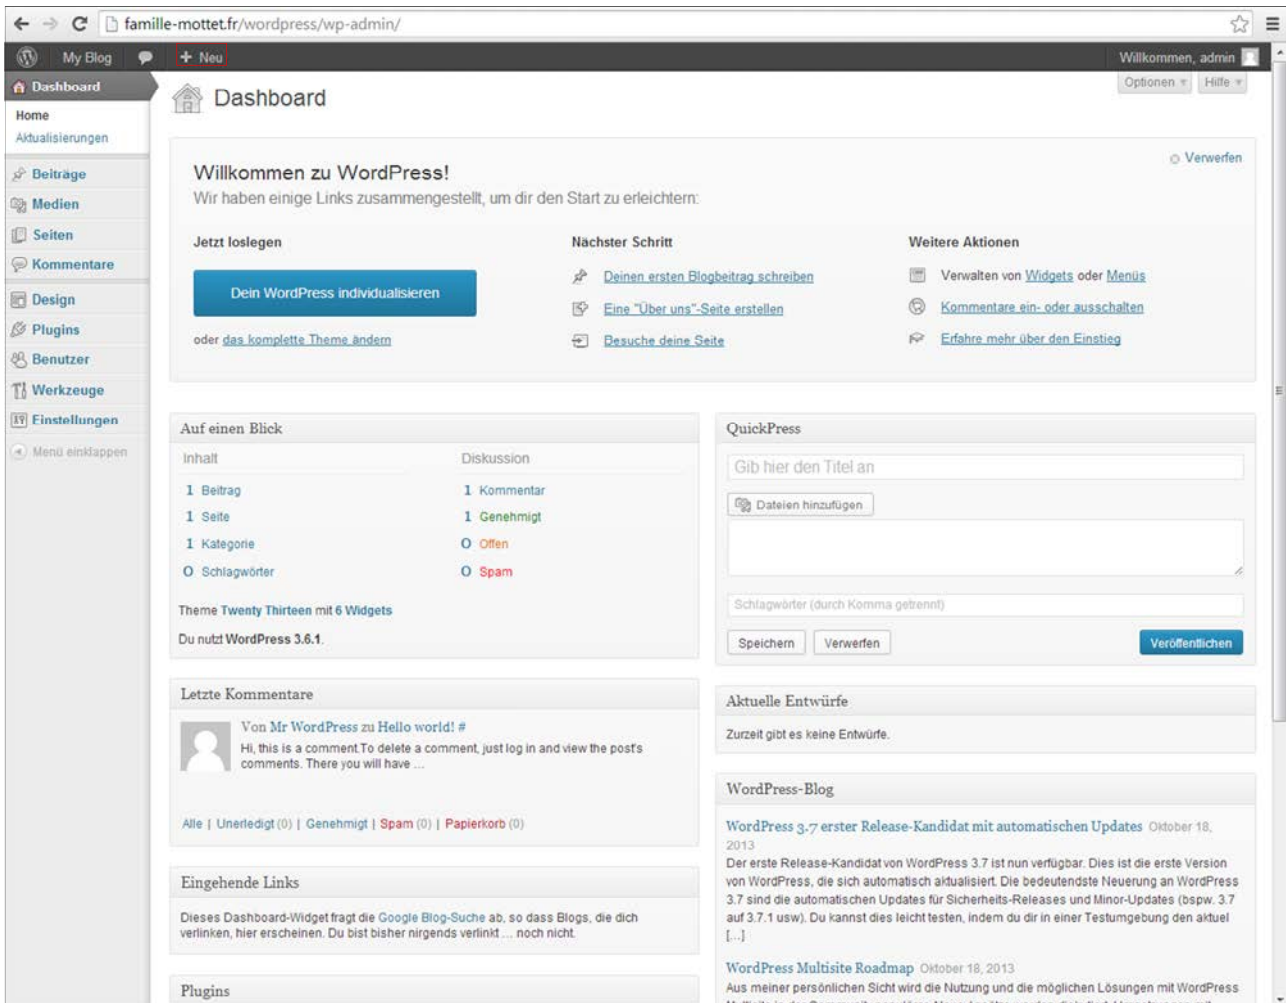 famille-mottet.fr/wordpress/wp-admin/
My Blog + Neu Willkommen, admin
Dashboard
Home
Aktualisierungen
Beiträge
Medien
Seiten
Kommentare
Design
Plugins
Benutzer
Werkzeuge
Einstellungen
Menü einklappen
Optionen Hilfe
Dashboard
Verwerfen
Willkommen zu WordPress!
Wir haben einige Links zusammengestellt, um dir den Start zu erleichtern:
Jetzt loslegen
Dein WordPress individualisieren
oder das komplette Theme ändern
Nächster Schritt
Deinen ersten Blogbeitrag schreiben
Eine "Über uns"-Seite erstellen
Besuche deine Seite
Weitere Aktionen
Verwalten von Widgets oder Menüs
Kommentare ein- oder ausschalten
Erfahre mehr über den Einstieg
Auf einen Blick
Inhalt Diskussion
1 Beitrag 1 Kommentar
1 Seite 1 Genehmigt
1 Kategorie 0 Offen
0 Schlagwörter 0 Spam
Theme Twenty Thirteen mit 6 Widgets
Du nutzt WordPress 3.6.1.
Letzte Kommentare
Von Mr WordPress zu Hello world! #
Hi, this is a comment.To delete a comment, just log in and view the post's
comments. There you will have ...
Alle | Unerledigt (0) | Genehmigt | Spam (0) | Papierkorb (0)
Eingehende Links
Dieses Dashboard-Widget fragt die Google Blog-Suche ab, so dass Blogs, die dich
verlinken, hier erscheinen. Du bist bisher nirgends verlinkt ... noch nicht.
Plugins
QuickPress
Gib hier den Titel an
Dateien hinzufügen
Schlagwörter (durch Komma getrennt)
Speichern Verwerfen Veröffentlichen
Aktuelle Entwürfe
Zurzeit gibt es keine Entwürfe.
WordPress-Blog
WordPress 3.7 erster Release-Kandidat mit automatischen Updates Oktober 18,
2013
Der erste Release-Kandidat von WordPress 3.7 ist nun verfügbar. Dies ist die erste Version
von WordPress, die sich automatisch aktualisiert. Die bedeutendste Neuerung an WordPress
3.7 sind die automatischen Updates für Sicherheits-Releases und Minor-Updates (bspw. 3.7
auf 3.7.1 usw). Du kannst dies leicht testen, indem du dir in einer Testumgebung den aktuel
[...]
WordPress Multisite Roadmap Oktober 18, 2013
Aus meiner persönlichen Sicht wird die Nutzung und die möglichen Lösungen mit WordPress